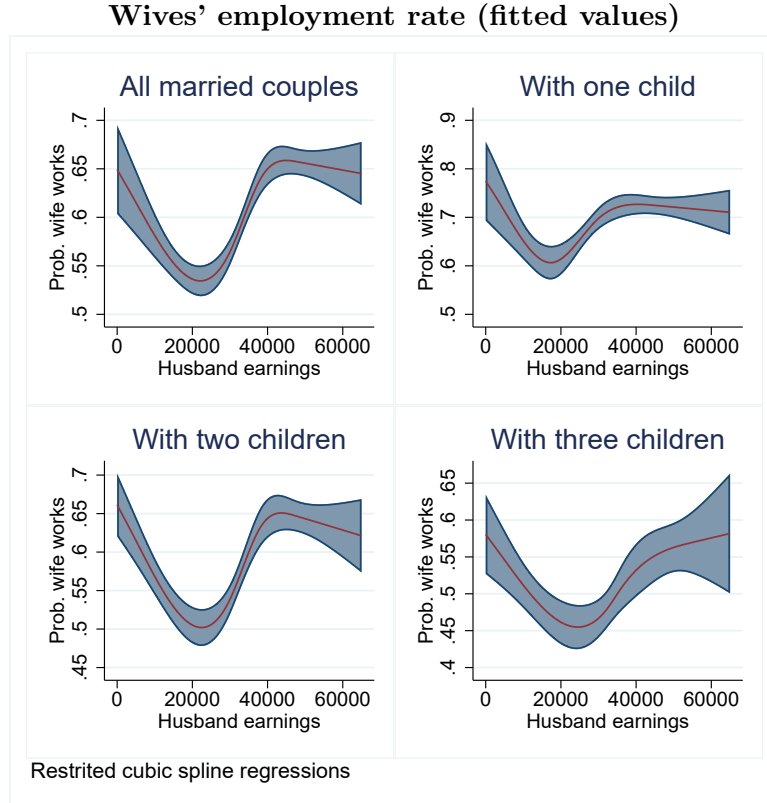 Wives’ employment rate (fitted values)
All married couples
Prob. wife works
.7
.65
.6
.55
.5
0 20000 40000 60000
Husband earnings
With one child
Prob. wife works
.9
.8
.7
.6
.5
0 20000 40000 60000
Husband earnings
With two children
Prob. wife works
.7
.65
.6
.55
.5
.45
0 20000 40000 60000
Husband earnings
With three children
Prob. wife works
.65
.6
.55
.5
.45
.4
0 20000 40000 60000
Husband earnings
Restrited cubic spline regressions